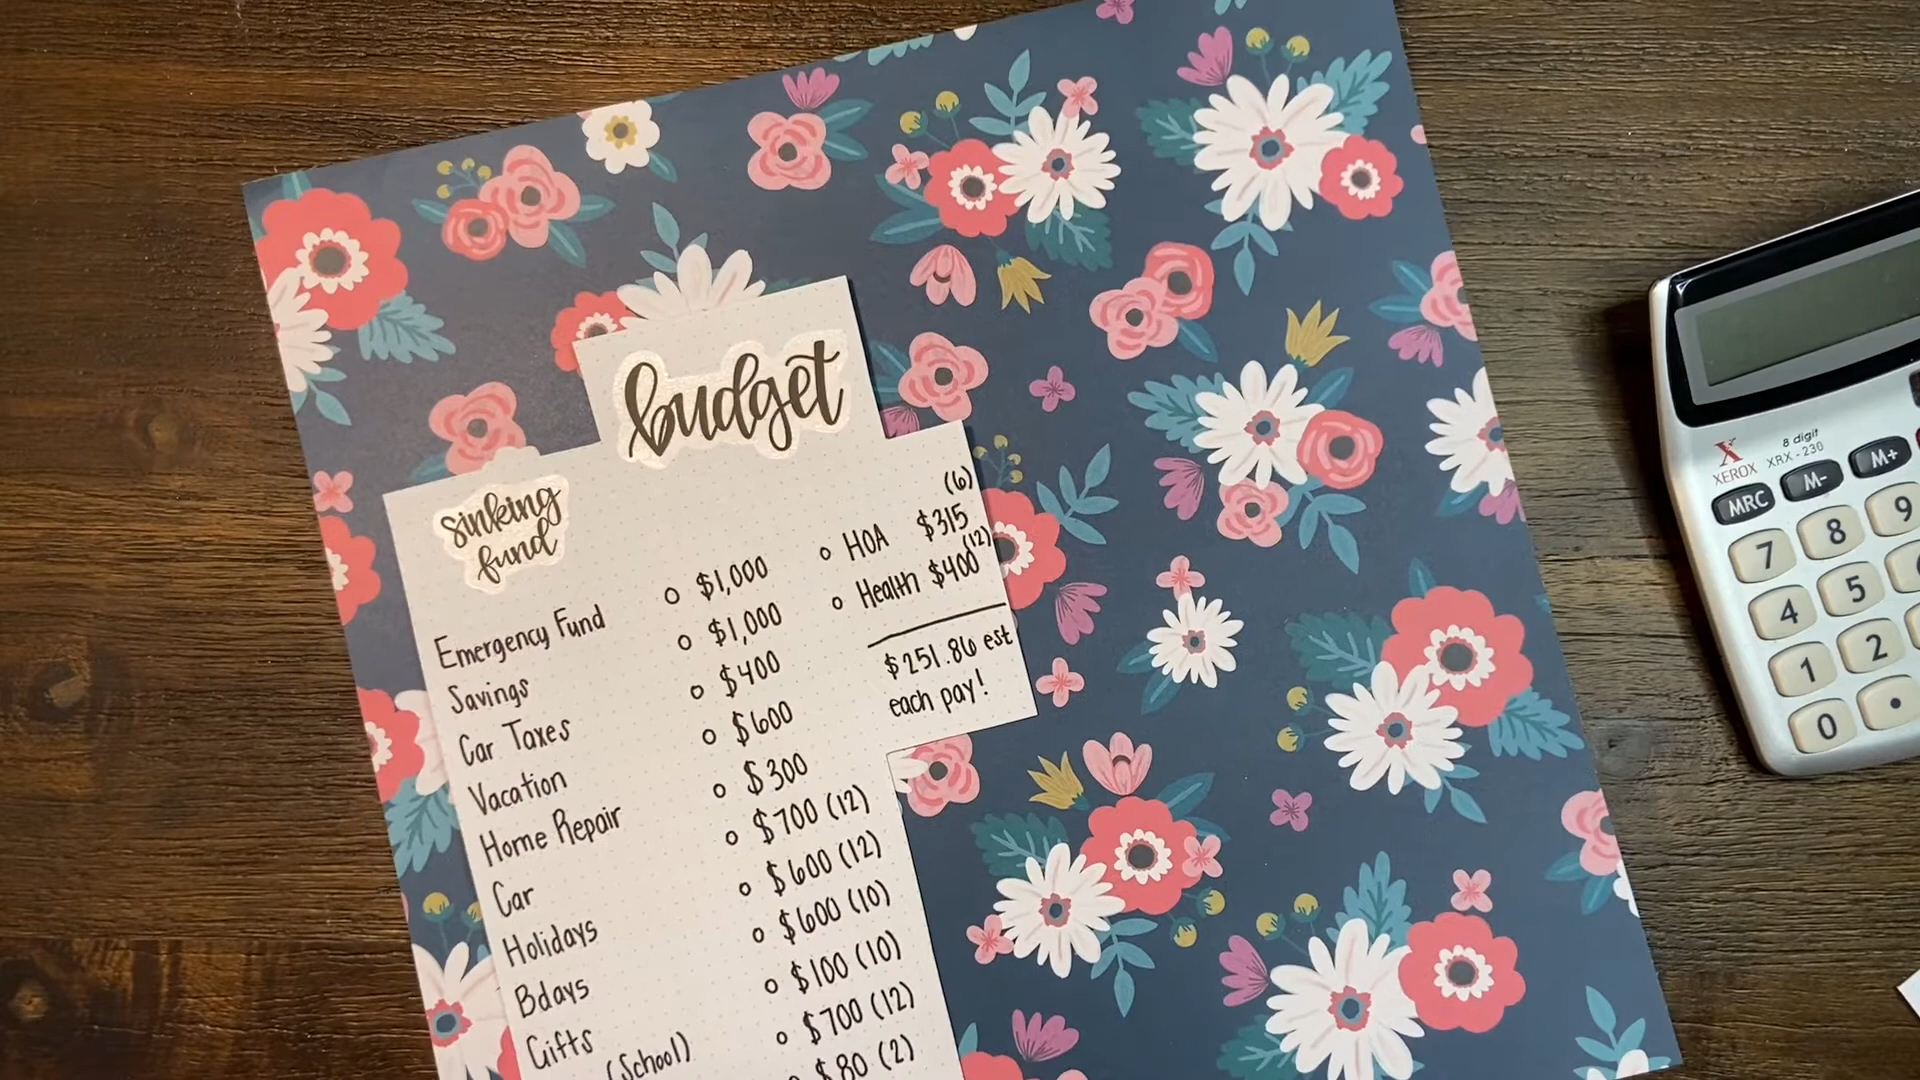 budget
sinking fund
Emergency Fund o $1,000
Savings o $1,000
Car Taxes o $400
Vacation o $600
Home Repair o $300
Car o $700 (12)
Holidays o $600 (12)
Bdays o $600 (10)
Gifts o $100 (10)
(School) o $700 (12)
$80 (2)
o HOA $315 (6)
o Health $400 (12)
$251.86 est
each pay!
XEROX
8 digit
XRX-230
MRC M- M+
7 8 9
4 5
1 2
0 •